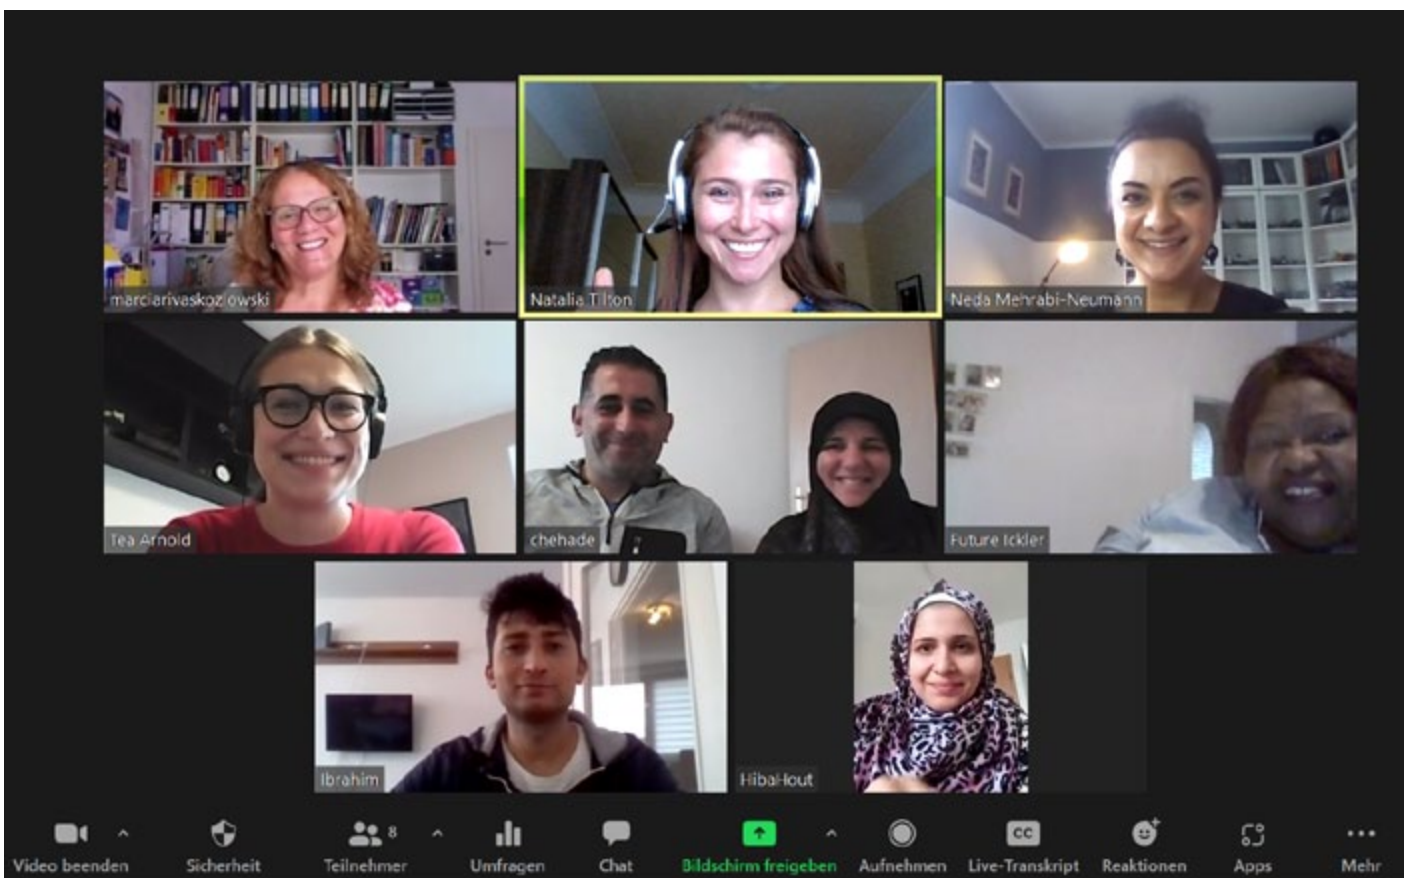 marciarivaskozlowski
Natalia Tilton
Neda Mehrabi-Neumann
Tea Arnold
chehade
Future Ickler
Ibrahim
HibaHout
8
CC
Video beenden
Sicherheit
Teilnehmer
Umfragen
Chat
Bildschirm freigeben
Aufnehmen
Live-Transkript
Reaktionen
Apps
Mehr